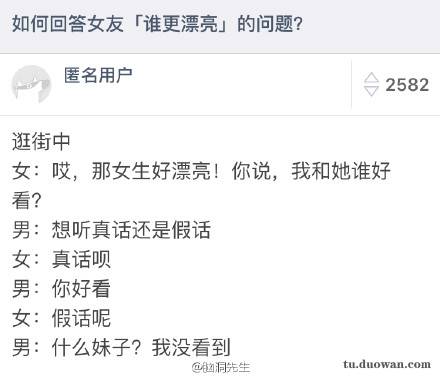 如何回答女友「谁更漂亮」的问题?
匿名用户
2582
逛街中
女：哎，那女生好漂亮！你说，我和她谁好
看?
男：想听真话还是假话
女：真话呗
男：你好看
女：假话呢
男：什么妹子？我没看到
@脑洞先生
tu.duowan.com